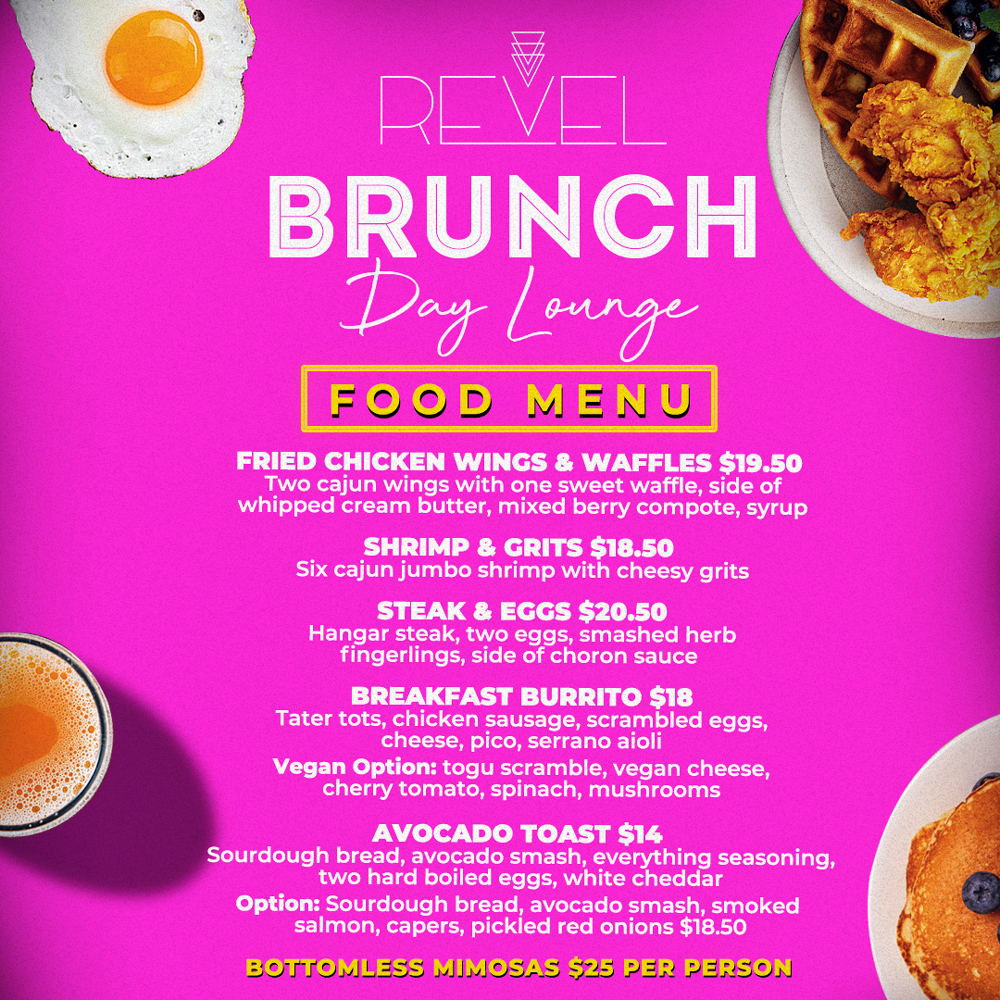 REVEL
BRUNCH
Day Lounge
FOOD MENU
FRIED CHICKEN WINGS & WAFFLES $19.50
Two cajun wings with one sweet waffle, side of
whipped cream butter, mixed berry compote, syrup
SHRIMP & GRITS $18.50
Six cajun jumbo shrimp with cheesy grits
STEAK & EGGS $20.50
Hangar steak, two eggs, smashed herb
fingerlings, side of choron sauce
BREAKFAST BURRITO $18
Tater tots, chicken sausage, scrambled eggs,
cheese, pico, serrano aioli
Vegan Option: togu scramble, vegan cheese,
cherry tomato, spinach, mushrooms
AVOCADO TOAST $14
Sourdough bread, avocado smash, everything seasoning,
two hard boiled eggs, white cheddar
Option: Sourdough bread, avocado smash, smoked
salmon, capers, pickled red onions $18.50
BOTTOMLESS MIMOSAS $25 PER PERSON